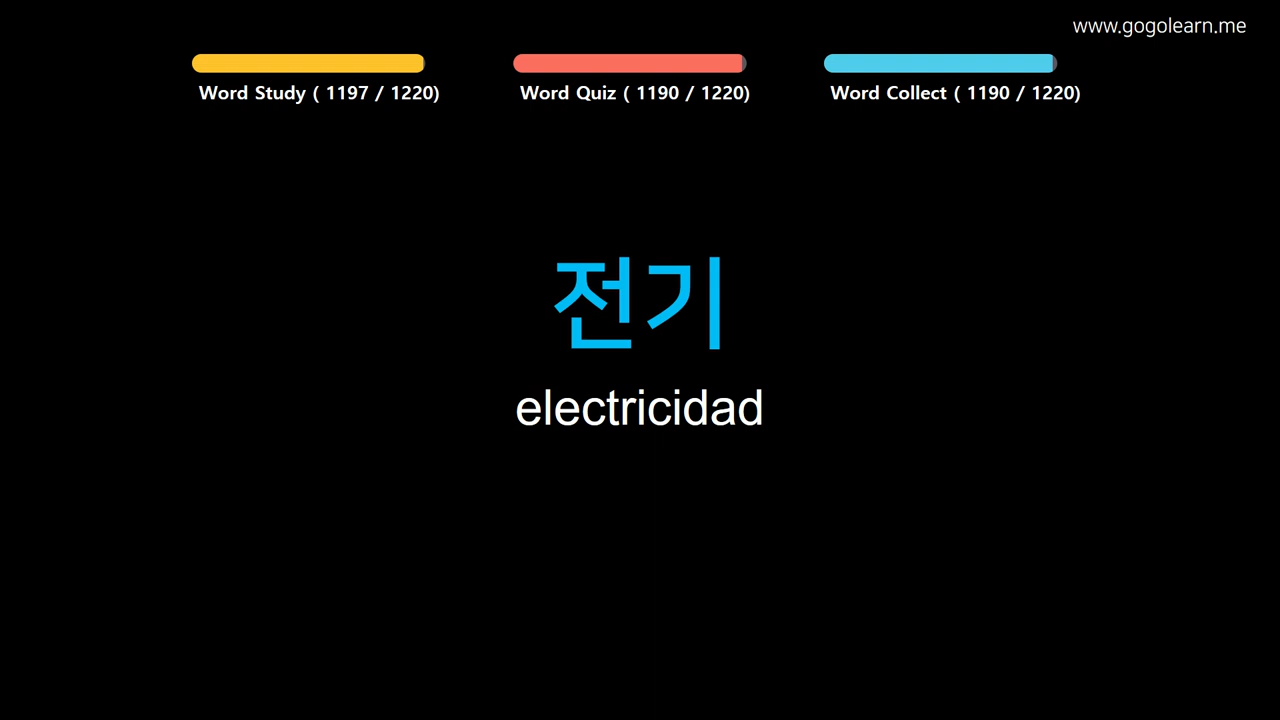 www.gogolearn.me
Word Study ( 1197 / 1220)
Word Quiz ( 1190 / 1220)
Word Collect ( 1190 / 1220)
전기
electricidad